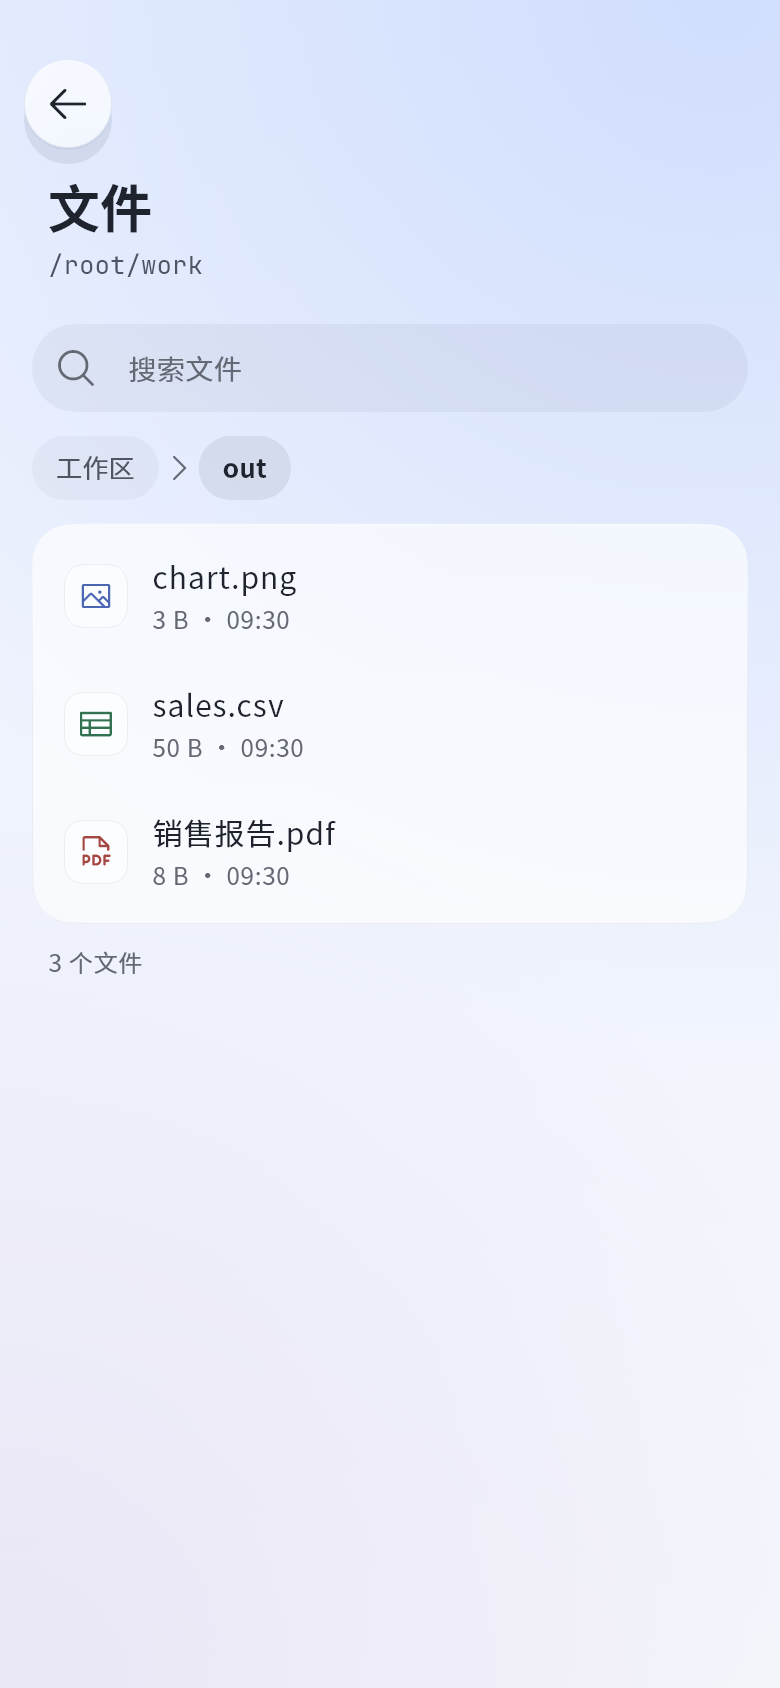 文件
/root/work
搜索文件
工作区 > out
chart.png
3 B · 09:30
sales.csv
50 B · 09:30
PDF
销售报告.pdf
8 B · 09:30
3 个文件